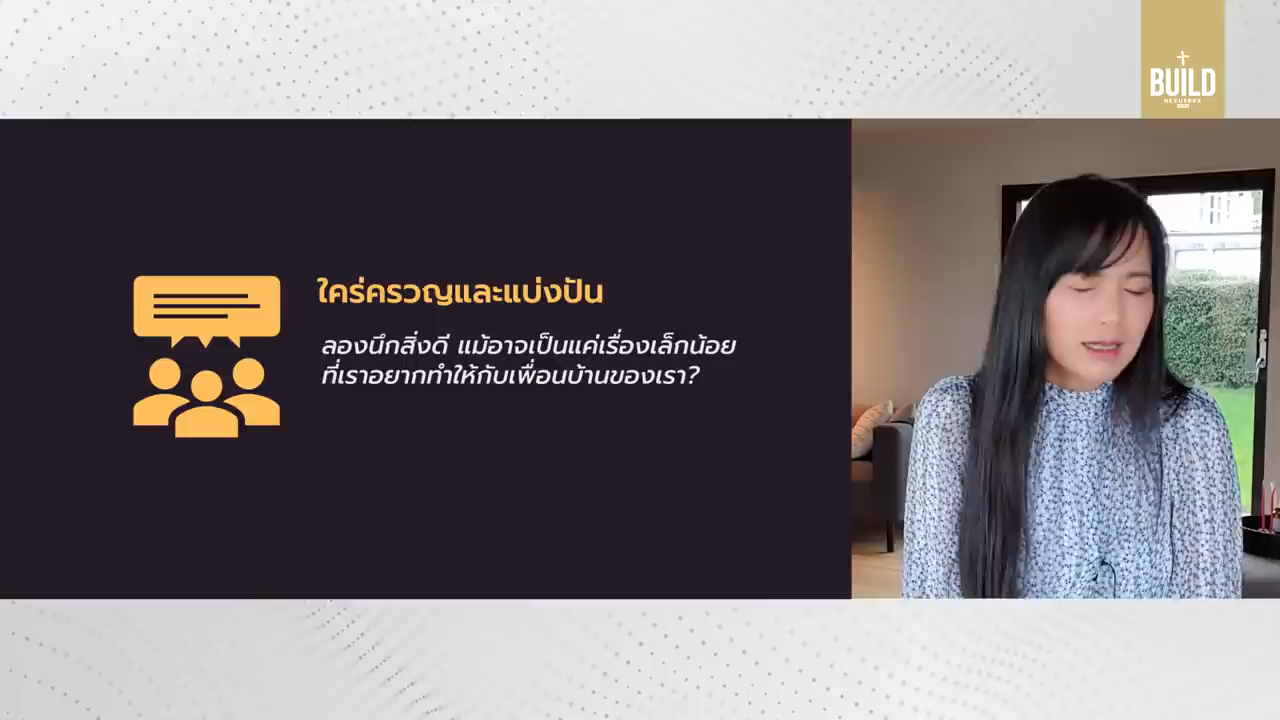 BUILD
NEXUSBKK
2021
ใคร่ครวญและแบ่งปัน
ลองนึกสิ่งดี แม้อาจเป็นแค่เรื่องเล็กน้อย
ที่เราอยากทำให้กับเพื่อนบ้านของเรา?